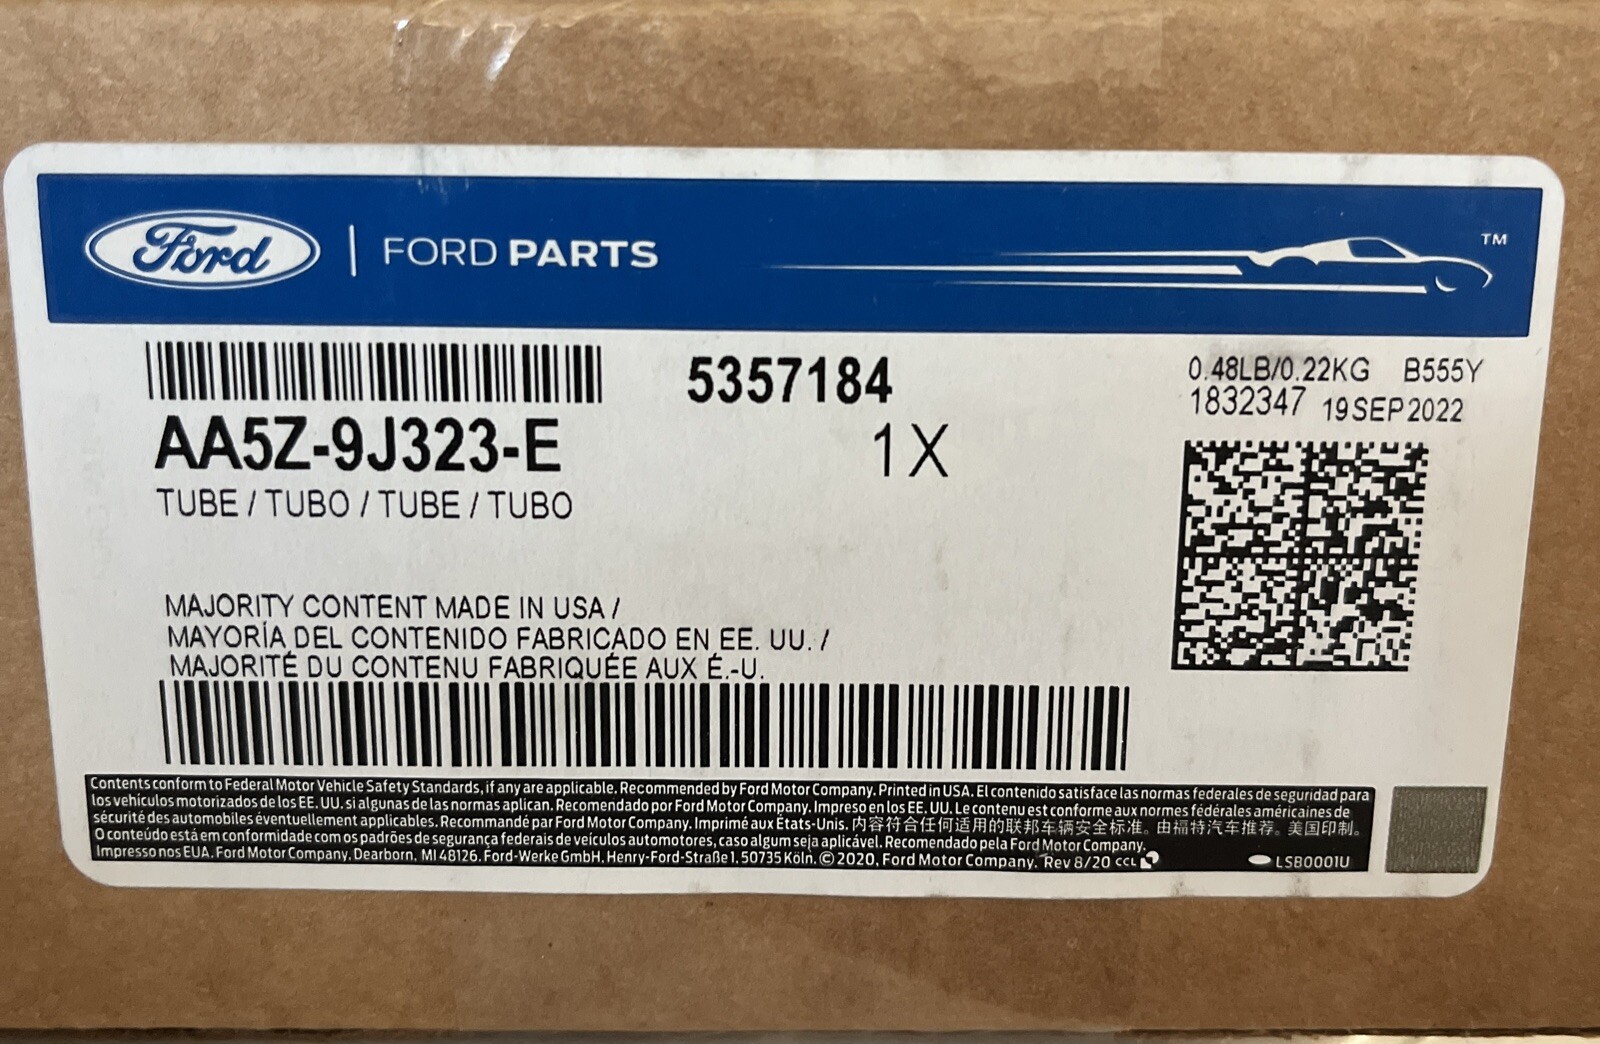 Ford | FORD PARTS
TM
5357184
0.48LB/0.22KG B555Y
1832347 19SEP2022
AA5Z-9J323-E
1X
TUBE / TUBO / TUBE / TUBO
MAJORITY CONTENT MADE IN USA /
MAYORÍA DEL CONTENIDO FABRICADO EN EE. UU. /
MAJORITÉ DU CONTENU FABRIQUÉE AUX É.-U.
Contents conform to Federal Motor Vehicle Safety Standards, if any are applicable. Recommended by Ford Motor Company. Printed in USA. El contenido satisface las normas federales de seguridad para
los vehículos motorizados de los EE. UU. si algunas de las normas aplican. Recomendado por Ford Motor Company. Impreso en los EE. UU. Le contenu est conforme aux normes fédérales américaines de
sécurité des automobiles éventuellement applicables. Recommandé par Ford Motor Company. Imprimé aux États-Unis. 内容符合任何适用的联邦车辆安全标准。由福特汽车推荐。美国印制。
O conteúdo está em conformidade com os padrões de segurança federais de veículos automotores, caso algum seja aplicável. Recomendado pela Ford Motor Company.
Impresso nos EUA. Ford Motor Company, Dearborn, MI 48126. Ford-Werke GmbH, Henry-Ford-Straße 1, 50735 Köln. © 2020, Ford Motor Company. Rev 8/20 CCL LSB0001U